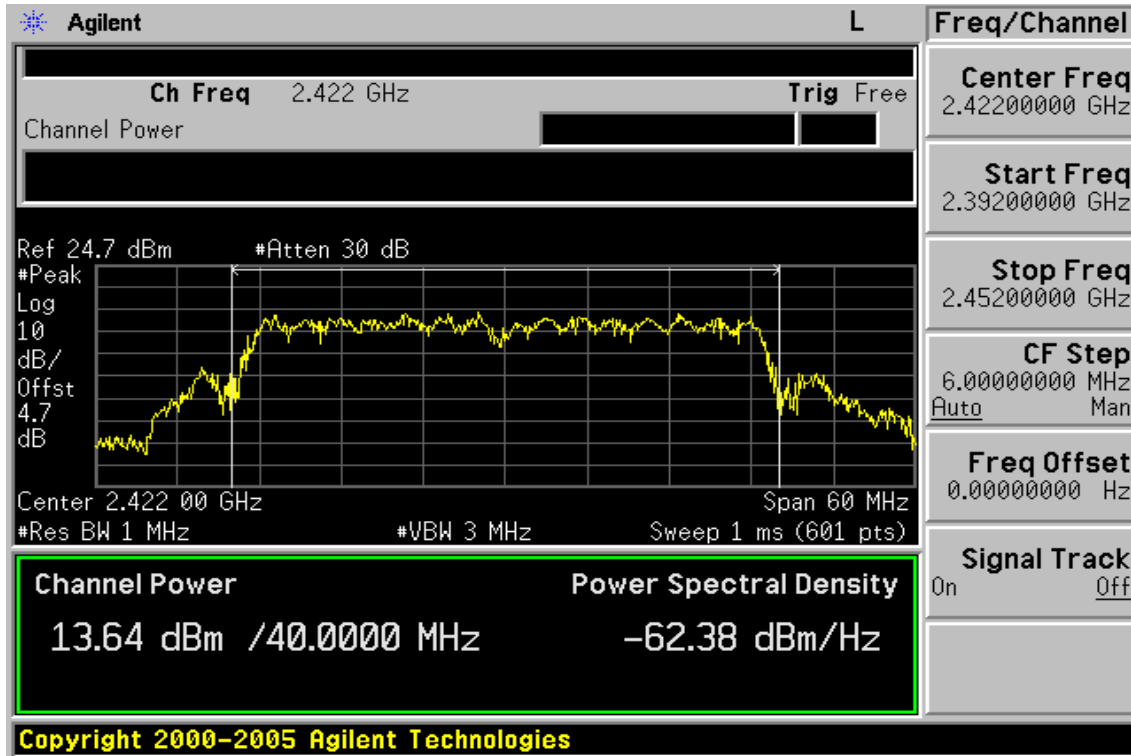 Agilent L
Ch Freq 2.422 GHz Trig Free
Channel Power
Ref 24.7 dBm #Atten 30 dB
#Peak
Log
10
dB/
Offst
4.7
dB
Center 2.422 00 GHz Span 60 MHz
#Res BW 1 MHz #VBW 3 MHz Sweep 1 ms (601 pts)
Channel Power Power Spectral Density
13.64 dBm /40.0000 MHz -62.38 dBm/Hz
Copyright 2000-2005 Agilent Technologies
Freq/Channel
Center Freq
2.42200000 GHz
Start Freq
2.39200000 GHz
Stop Freq
2.45200000 GHz
CF Step
6.00000000 MHz
Auto Man
Freq Offset
0.00000000 Hz
Signal Track
On Off